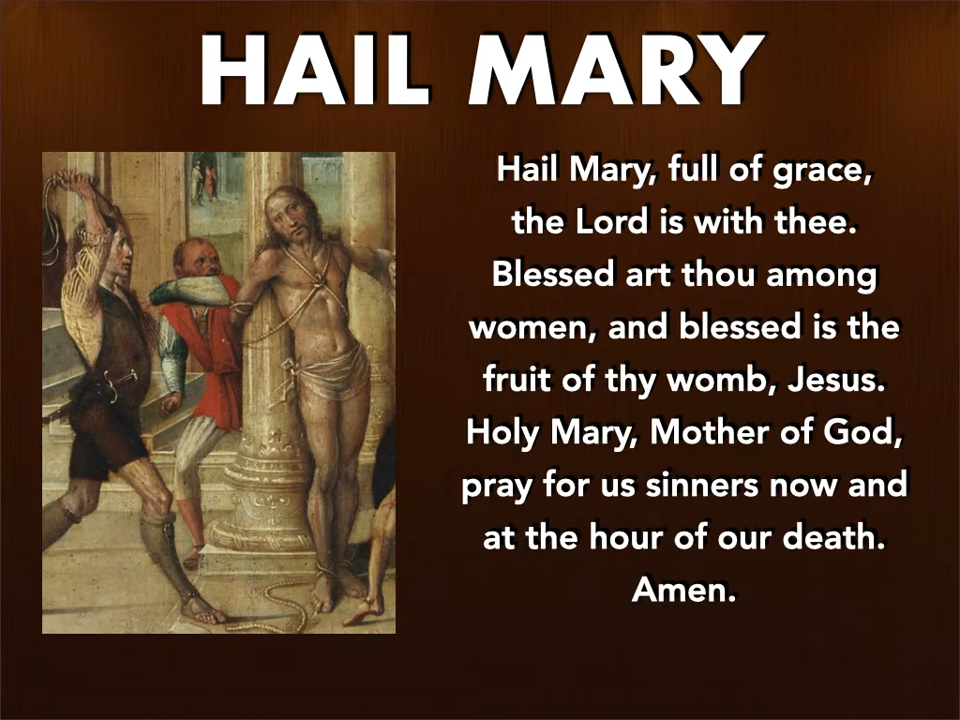 HAIL MARY
Hail Mary, full of grace,
the Lord is with thee.
Blessed art thou among
women, and blessed is the
fruit of thy womb, Jesus.
Holy Mary, Mother of God,
pray for us sinners now and
at the hour of our death.
Amen.